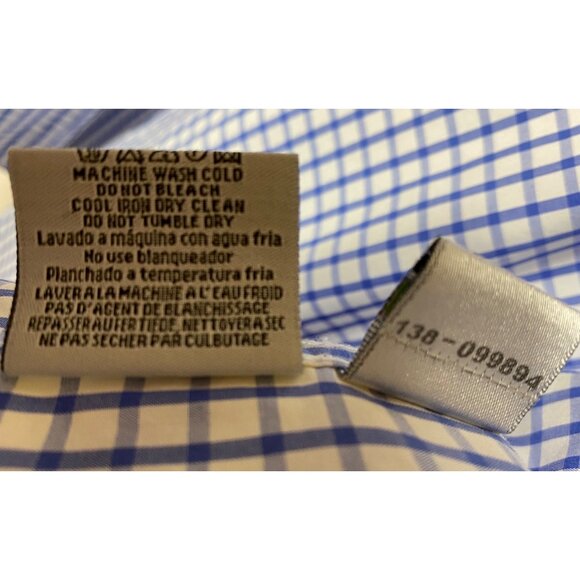 MACHINE WASH COLD
DO NOT BLEACH
COOL IRON DRY CLEAN
DO NOT TUMBLE DRY
Lavado a máquina con agua fria
No use blanqueador
Planchado a temperatura fria
LAVER A LA MACHINE A L'EAU FROID
PAS D'AGENT DE BLANCHISSAGE
REPASSER AU FER TIEDE, NETTOYER A SEC
NE PAS SECHER PAR CULBUTAGE
138-099894